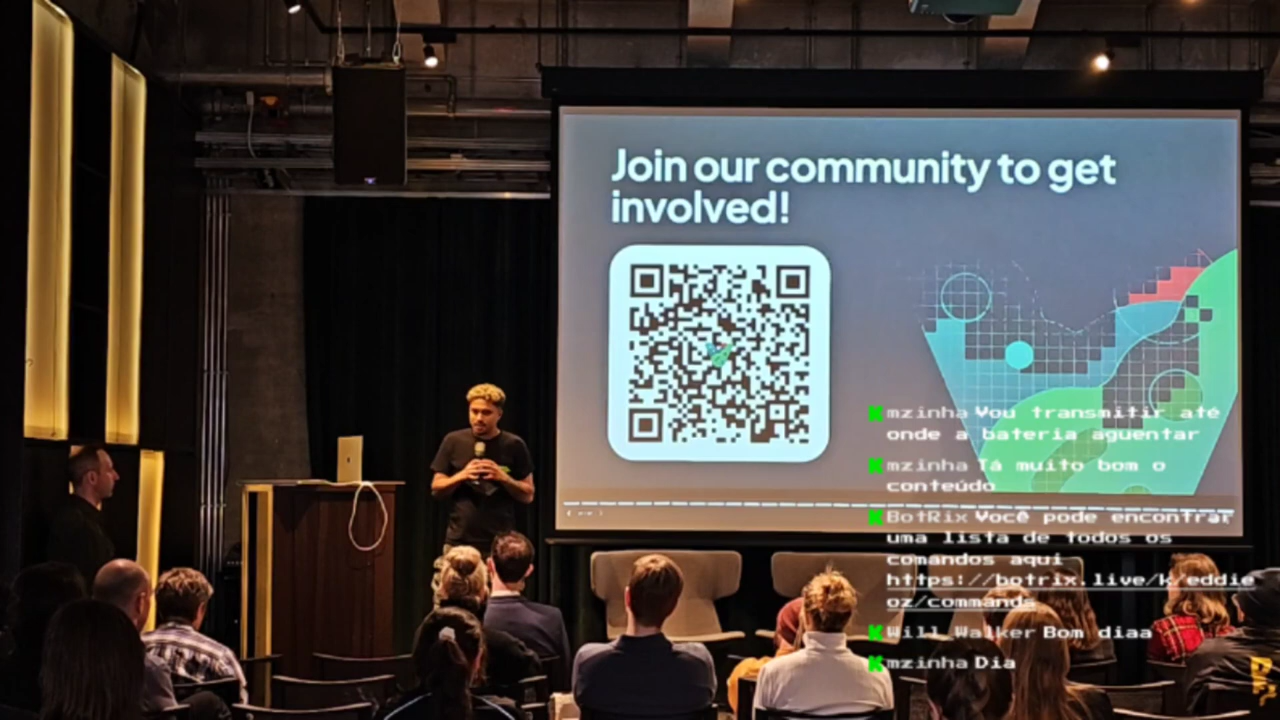 Join our community to get
involved!
mzinha Vou transmitir até
onde a bateria aguentar
mzinha Tá muito bom o
conteúdo
BotRix Você pode encontrar
uma lista de todos os
comandos aqui
https://botrix.live/k/eddie
oz/commands
Will Walker Bom diaa
mzinha Dia